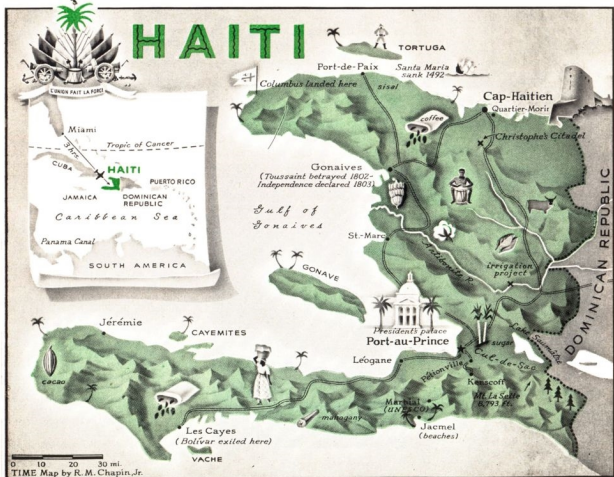 HAITI
L'UNION FAIT LA FORCE
TORTUGA
Santa Maria
sank 1492
Port-de-Paix
Columbus landed here
sisal
Cap-Haitien
Quartier-Morin
coffee
Christophe's Citadel
Miami
3 hrs.
Tropic of Cancer
CUBA
HAITI
PUERTO RICO
JAMAICA
DOMINICAN
REPUBLIC
Caribbean Sea
Panama Canal
SOUTH AMERICA
Gonaives
(Toussaint betrayed 1802-
Independence declared 1803)
Gulf of
Gonaives
St.-Marc
Artibonite R.
irrigation
project
DOMINICAN REPUBLIC
GONAVE
President's palace
Port-au-Prince
sugar
Cul-de-Sac
Jérémie
CAYEMITES
Léogane
Pétionville
Kenscoff
Mt. La Selle
8,793 ft.
cacao
Marbial
(UNESCO)
mahogany
Jacmel
(beaches)
Les Cayes
(Bolívar exiled here)
VACHE
0 10 20 30 mi.
TIME Map by R. M. Chapin, Jr.